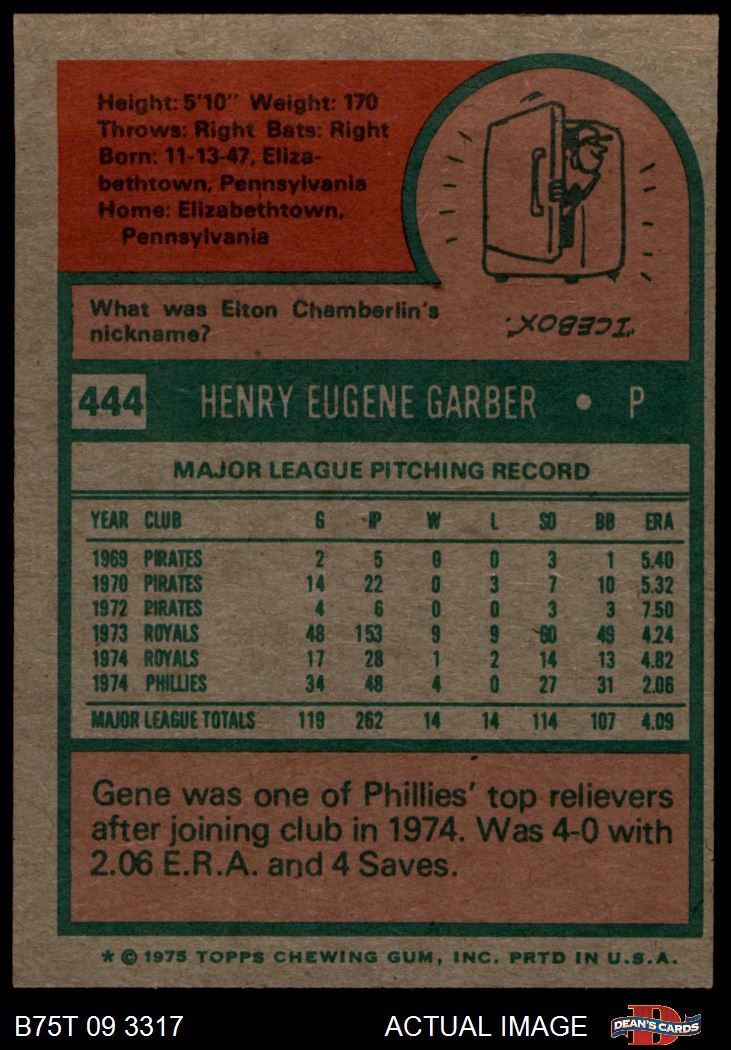 Height: 5'10" Weight: 170
Throws: Right Bats: Right
Born: 11-13-47, Eliza-
bethtown, Pennsylvania
Home: Elizabethtown,
Pennsylvania
What was Elton Chamberlin's
nickname?
"ICEBOX."
444 HENRY EUGENE GARBER • P
MAJOR LEAGUE PITCHING RECORD
YEAR CLUB G IP W L SO BB ERA
1969 PIRATES 2 5 0 0 3 1 5.40
1970 PIRATES 14 22 0 3 7 10 5.32
1972 PIRATES 4 6 0 0 3 3 7.50
1973 ROYALS 48 153 9 9 60 49 4.24
1974 ROYALS 17 28 1 2 14 13 4.82
1974 PHILLIES 34 48 4 0 27 31 2.06
MAJOR LEAGUE TOTALS 119 262 14 14 114 107 4.09
Gene was one of Phillies' top relievers
after joining club in 1974. Was 4-0 with
2.06 E.R.A. and 4 Saves.
* © 1975 TOPPS CHEWING GUM, INC. PRTD IN U.S.A.
B75T 09 3317 ACTUAL IMAGE DEAN'S CARDS